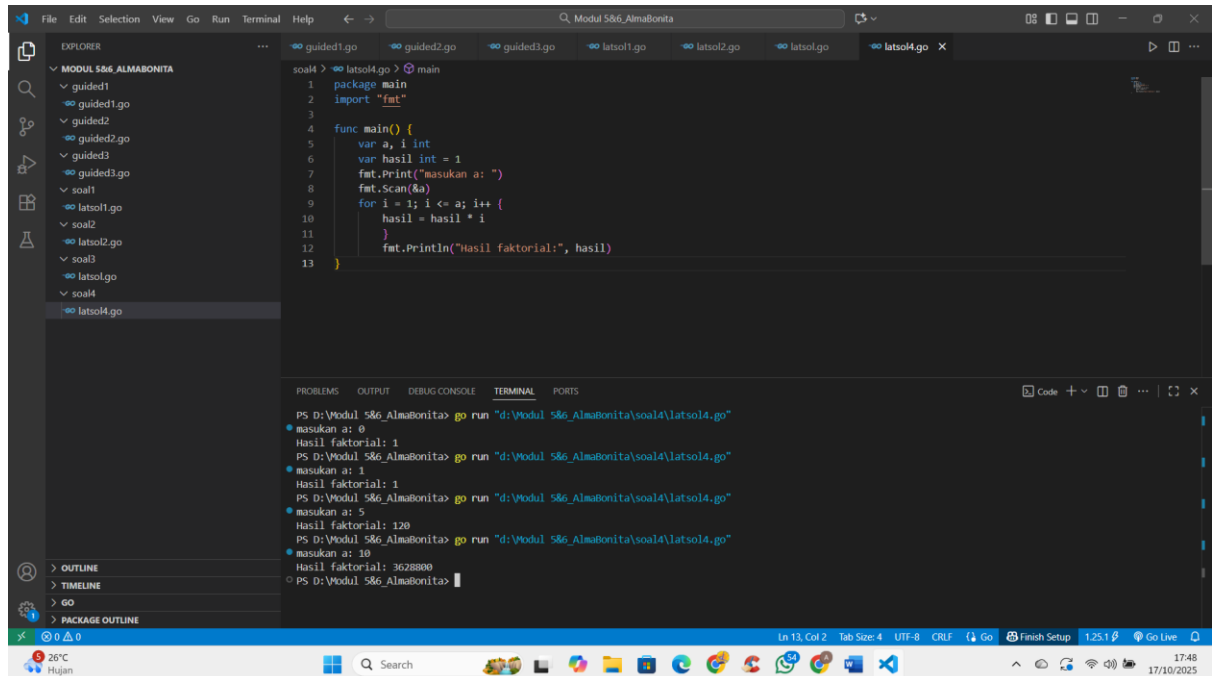 File Edit Selection View Go Run Terminal Help
Modul 5&6_AlmaBonita
EXPLORER
MODUL 5&6_ALMABONITA
guided1
guided1.go
guided2
guided2.go
guided3
guided3.go
soal1
latsol1.go
soal2
latsol2.go
soal3
latsol.go
soal4
latsol4.go
OUTLINE
TIMELINE
GO
PACKAGE OUTLINE
guided1.go guided2.go guided3.go latsol1.go latsol2.go latsol.go latsol4.go
soal4 > latsol4.go > main
1 package main
2 import "fmt"
3
4 func main() {
5 var a, i int
6 var hasil int = 1
7 fmt.Print("masukan a: ")
8 fmt.Scan(&a)
9 for i = 1; i <= a; i++ {
10 hasil = hasil * i
11 }
12 fmt.Println("Hasil faktorial:", hasil)
13 }
PROBLEMS OUTPUT DEBUG CONSOLE TERMINAL PORTS
Code
PS D:\Modul 5&6_AlmaBonita> go run "d:\Modul 5&6_AlmaBonita\soal4\latsol4.go"
masukan a: 0
Hasil faktorial: 1
PS D:\Modul 5&6_AlmaBonita> go run "d:\Modul 5&6_AlmaBonita\soal4\latsol4.go"
masukan a: 1
Hasil faktorial: 1
PS D:\Modul 5&6_AlmaBonita> go run "d:\Modul 5&6_AlmaBonita\soal4\latsol4.go"
masukan a: 5
Hasil faktorial: 120
PS D:\Modul 5&6_AlmaBonita> go run "d:\Modul 5&6_AlmaBonita\soal4\latsol4.go"
masukan a: 10
Hasil faktorial: 3628800
PS D:\Modul 5&6_AlmaBonita>
1
0 0 Ln 13, Col 2 Tab Size: 4 UTF-8 CRLF Go Finish Setup 1.25.1 Go Live
5 26°C
Hujan
Search
54
17:48
17/10/2025